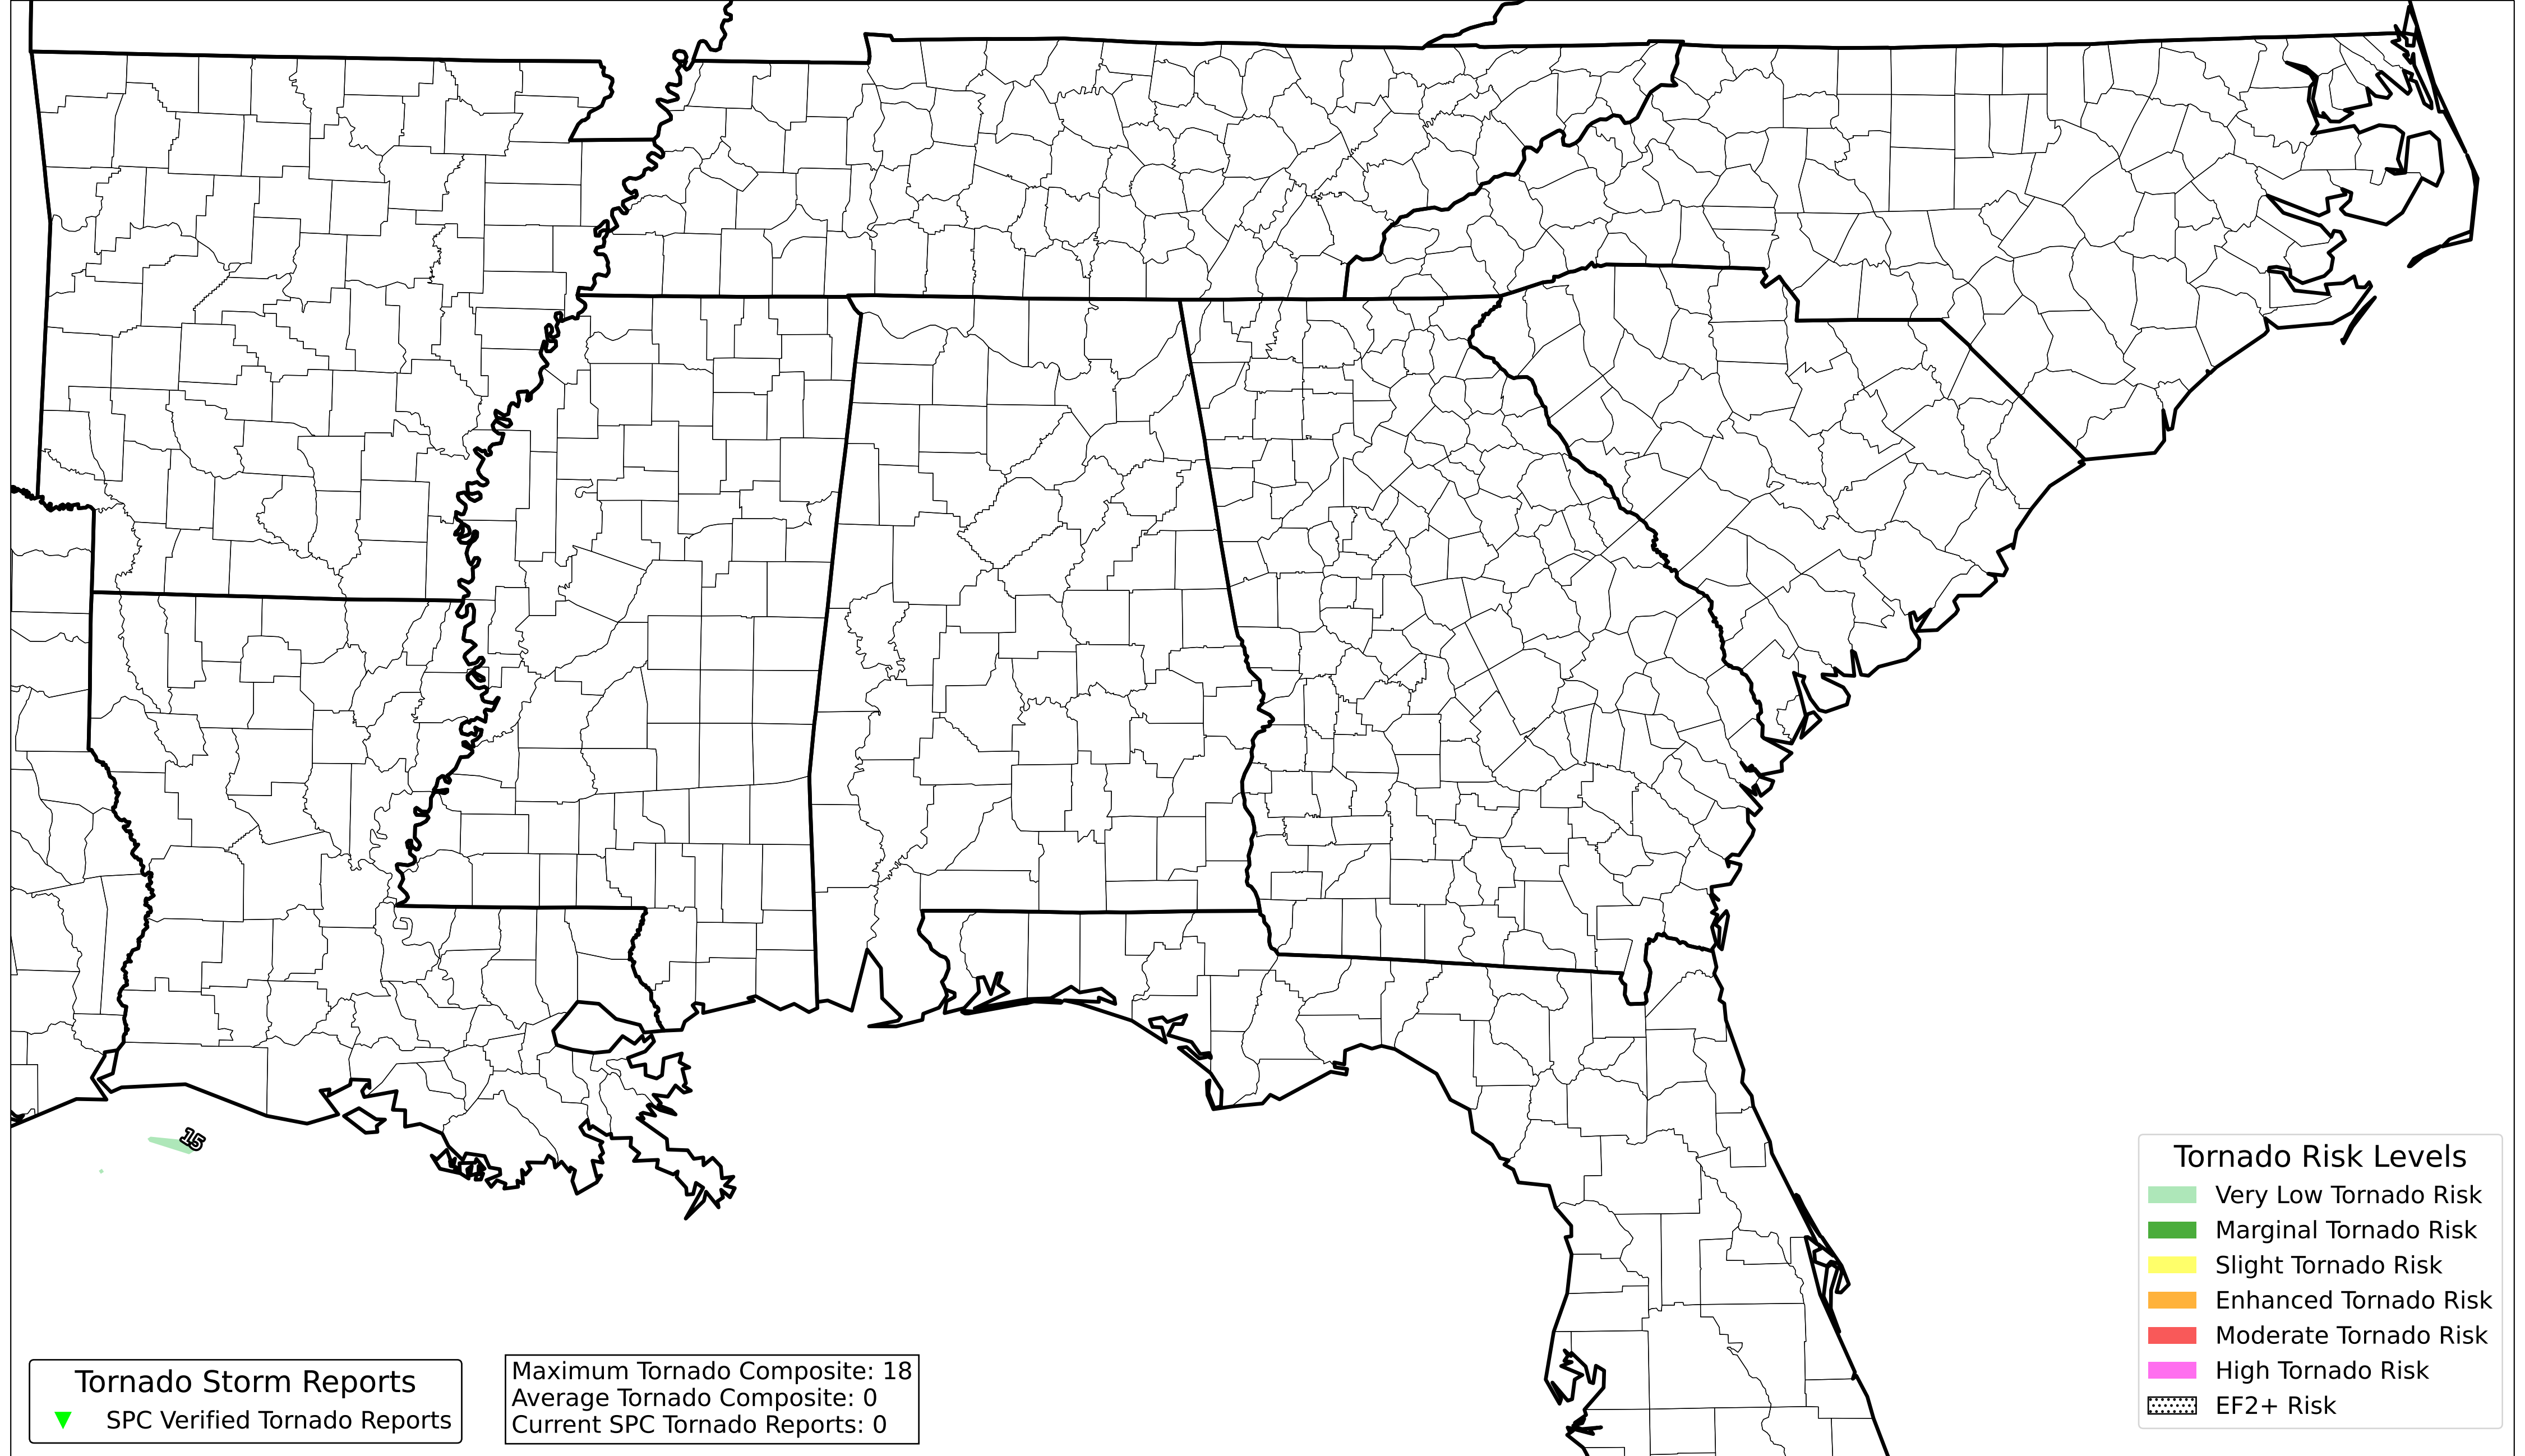 15
Tornado Risk Levels
Very Low Tornado Risk
Marginal Tornado Risk
Slight Tornado Risk
Enhanced Tornado Risk
Moderate Tornado Risk
High Tornado Risk
EF2+ Risk
Tornado Storm Reports
SPC Verified Tornado Reports
Maximum Tornado Composite: 18
Average Tornado Composite: 0
Current SPC Tornado Reports: 0